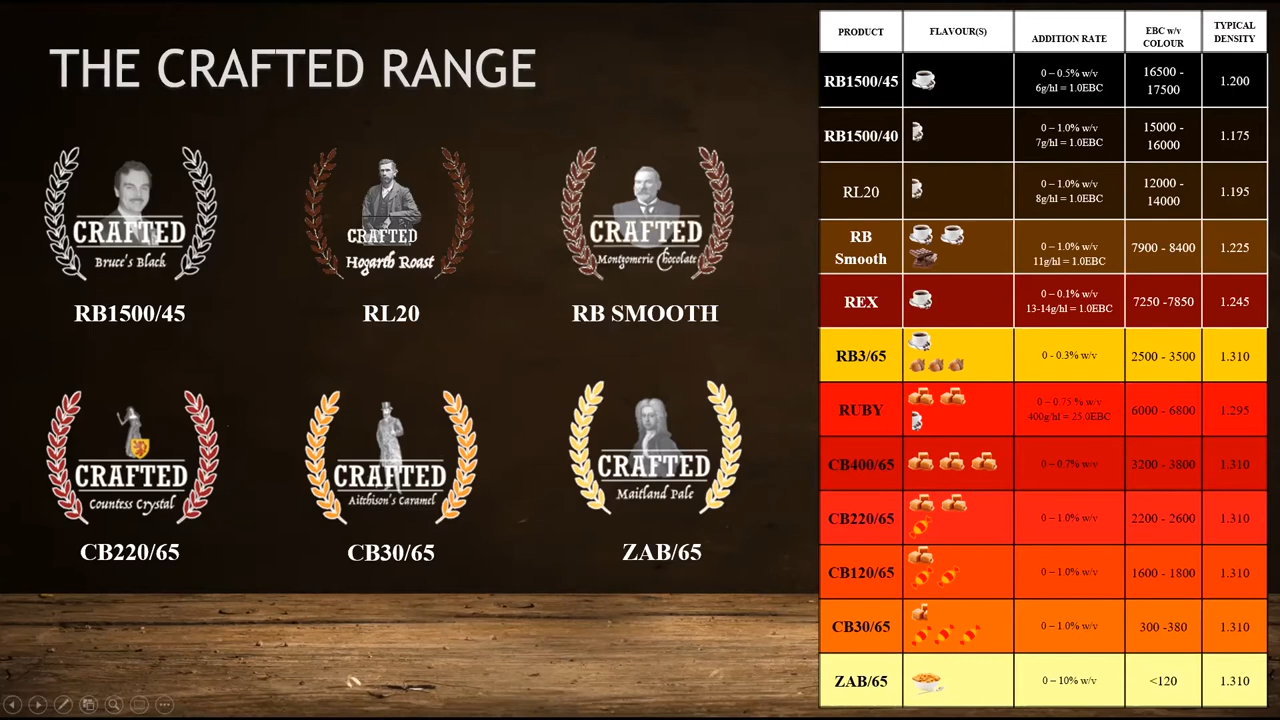 THE CRAFTED RANGE
CRAFTED
Bruce's Black
RB1500/45
CRAFTED
Hogarth Roast
RL20
CRAFTED
Montgomerie Chocolate
RB SMOOTH
CRAFTED
Countess Crystal
CB220/65
CRAFTED
Aitchison's Caramel
CB30/65
CRAFTED
Maitland Pale
ZAB/65
PRODUCT FLAVOUR(S) ADDITION RATE EBC w/v COLOUR TYPICAL DENSITY
RB1500/45 0 – 0.5% w/v 6g/hl = 1.0EBC 16500 - 17500 1.200
RB1500/40 0 – 1.0% w/v 7g/hl = 1.0EBC 15000 - 16000 1.175
RL20 0 – 1.0% w/v 8g/hl = 1.0EBC 12000 - 14000 1.195
RB Smooth 0 – 1.0% w/v 11g/hl = 1.0EBC 7900 - 8400 1.225
REX 0 – 0.1% w/v 13-14g/hl = 1.0EBC 7250 -7850 1.245
RB3/65 0 - 0.3% w/v 2500 - 3500 1.310
RUBY 0 – 0.75 % w/v 400g/hl = 25.0EBC 6000 - 6800 1.295
CB400/65 0 – 0.7% w/v 3200 - 3800 1.310
CB220/65 0 – 1.0% w/v 2200 - 2600 1.310
CB120/65 0 – 1.0% w/v 1600 - 1800 1.310
CB30/65 0 – 1.0% w/v 300 -380 1.310
ZAB/65 0 – 10% w/v <120 1.310